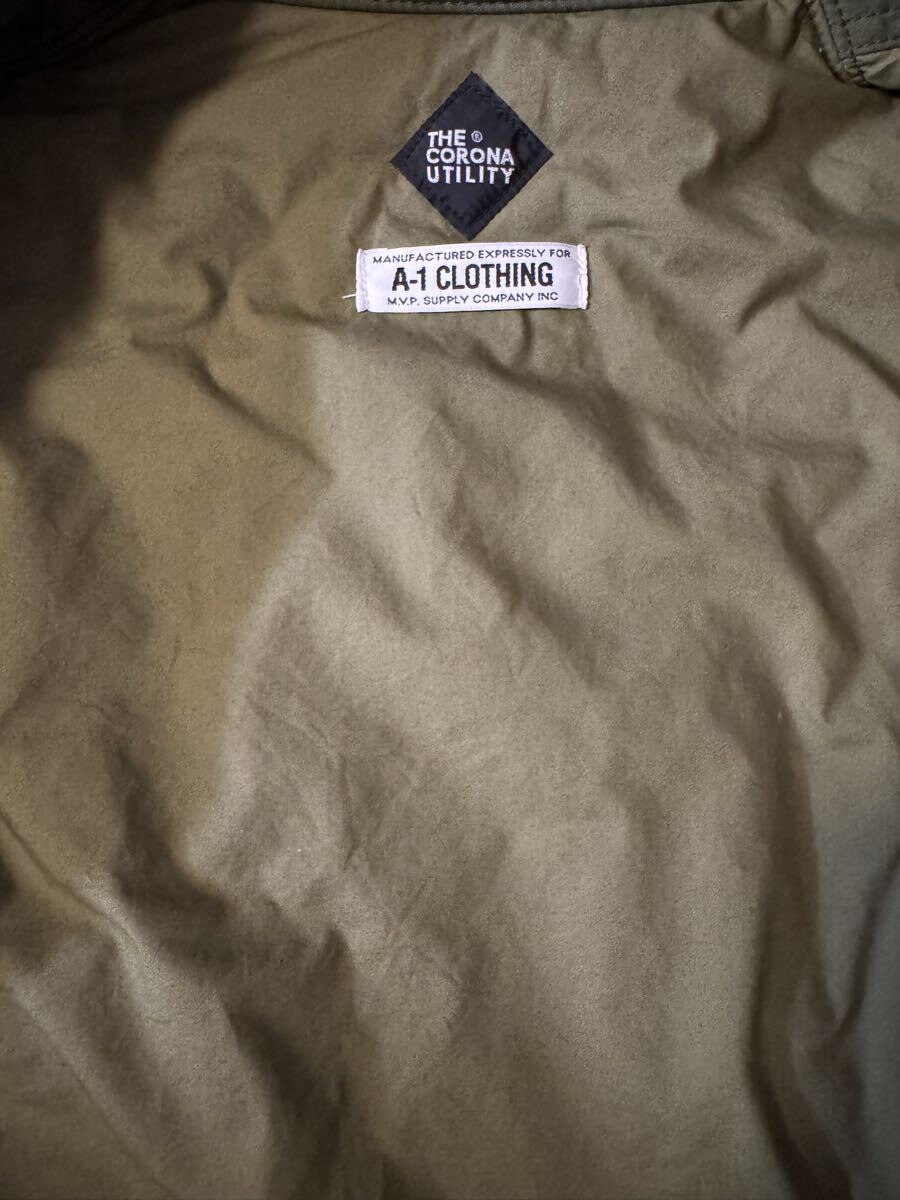 THE ®
CORONA
UTILITY
MANUFACTURED EXPRESSLY FOR
A-1 CLOTHING
M.V.P. SUPPLY COMPANY INC